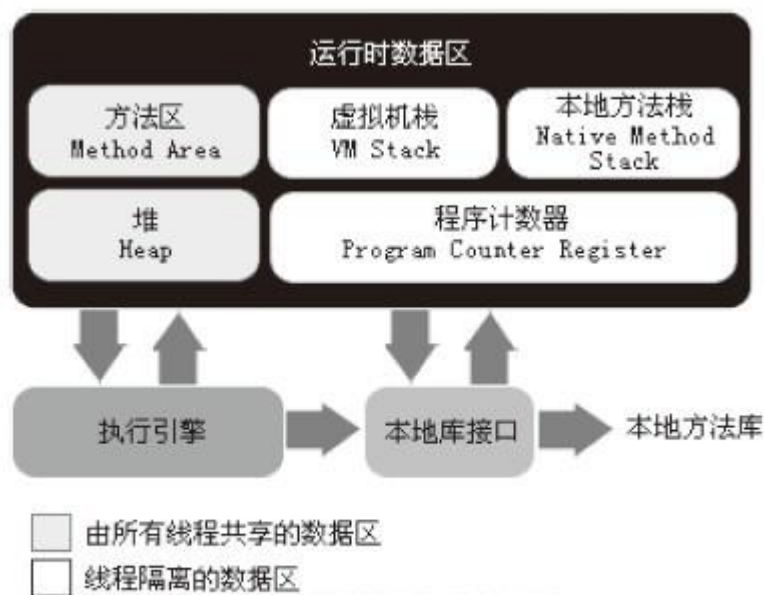 运行时数据区
方法区
Method Area
虚拟机栈
VM Stack
本地方法栈
Native Method
Stack
堆
Heap
程序计数器
Program Counter Register
执行引擎
本地库接口
本地方法库
由所有线程共享的数据区
线程隔离的数据区